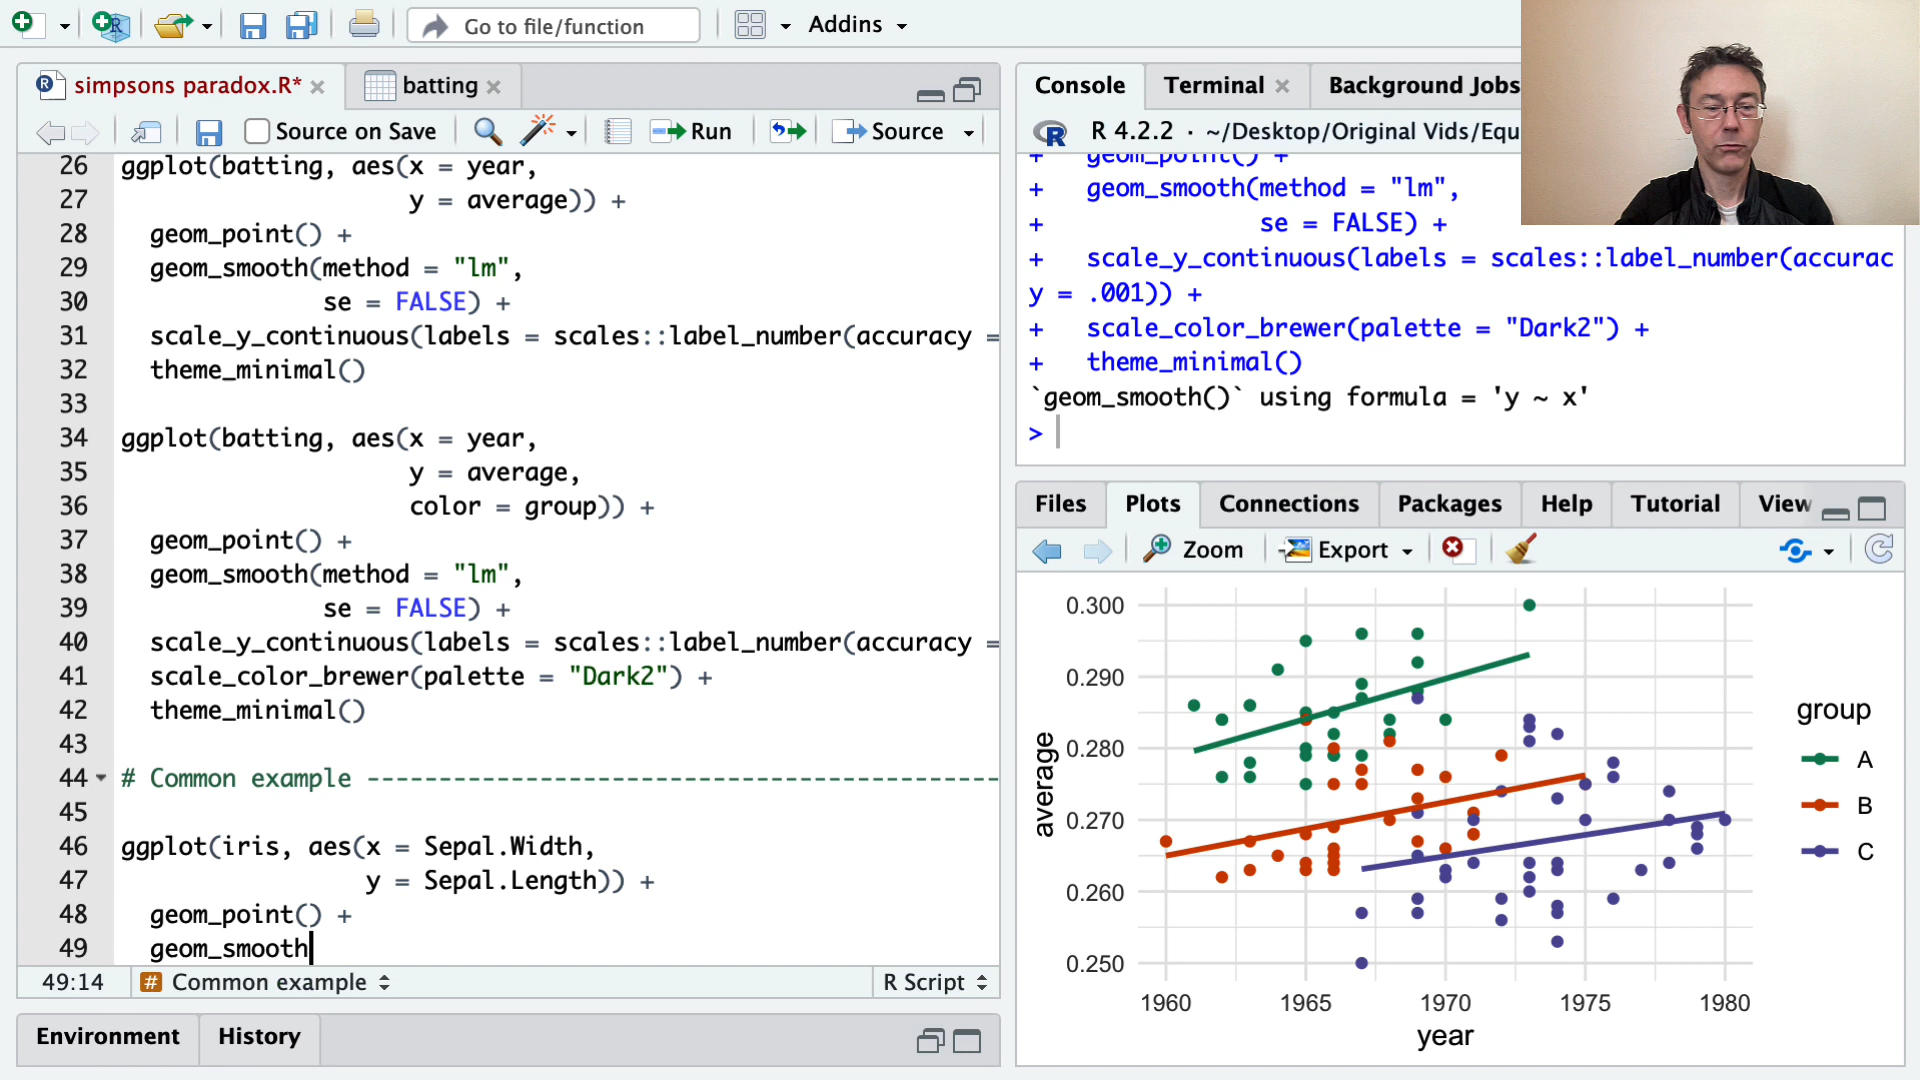 Go to file/function
Addins
simpsons paradox.R*
batting
Source on Save
Run
Source
26 ggplot(batting, aes(x = year,
27 y = average)) +
28 geom_point() +
29 geom_smooth(method = "lm",
30 se = FALSE) +
31 scale_y_continuous(labels = scales::label_number(accuracy =
32 theme_minimal()
33
34 ggplot(batting, aes(x = year,
35 y = average,
36 color = group)) +
37 geom_point() +
38 geom_smooth(method = "lm",
39 se = FALSE) +
40 scale_y_continuous(labels = scales::label_number(accuracy =
41 scale_color_brewer(palette = "Dark2") +
42 theme_minimal()
43
44 # Common example --------------------------------------------
45
46 ggplot(iris, aes(x = Sepal.Width,
47 y = Sepal.Length)) +
48 geom_point() +
49 geom_smooth
49:14 # Common example R Script
Environment History
Console Terminal Background Jobs
R 4.2.2 · ~/Desktop/Original Vids/Equ
+ geom_point() +
+ geom_smooth(method = "lm",
+ se = FALSE) +
+ scale_y_continuous(labels = scales::label_number(accurac
y = .001)) +
+ scale_color_brewer(palette = "Dark2") +
+ theme_minimal()
`geom_smooth()` using formula = 'y ~ x'
>
Files Plots Connections Packages Help Tutorial View
Zoom Export
0.300
0.290
0.280
0.270
0.260
0.250
average
1960 1965 1970 1975 1980
year
group
A
B
C